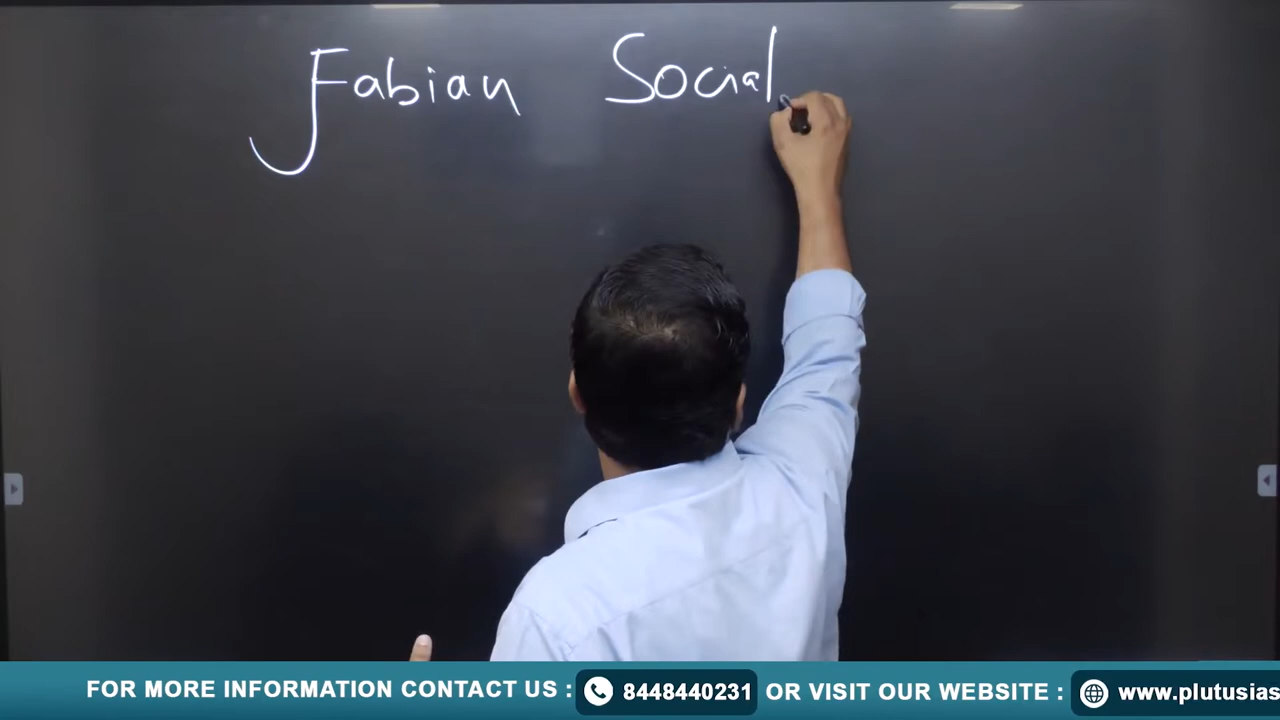 Fabian Social
FOR MORE INFORMATION CONTACT US : 8448440231 OR VISIT OUR WEBSITE : www.plutusias